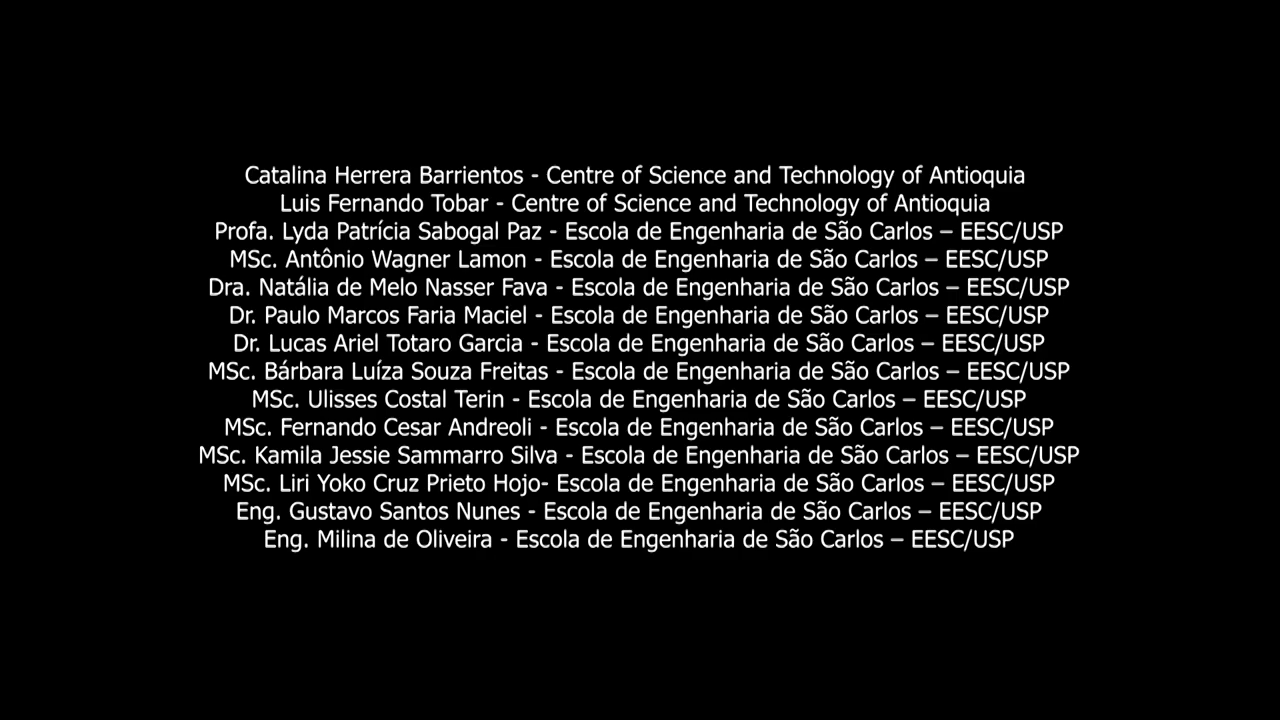 Catalina Herrera Barrientos - Centre of Science and Technology of Antioquia
Luis Fernando Tobar - Centre of Science and Technology of Antioquia
Profa. Lyda Patrícia Sabogal Paz - Escola de Engenharia de São Carlos – EESC/USP
MSc. Antônio Wagner Lamon - Escola de Engenharia de São Carlos – EESC/USP
Dra. Natália de Melo Nasser Fava - Escola de Engenharia de São Carlos – EESC/USP
Dr. Paulo Marcos Faria Maciel - Escola de Engenharia de São Carlos – EESC/USP
Dr. Lucas Ariel Totaro Garcia - Escola de Engenharia de São Carlos – EESC/USP
MSc. Bárbara Luíza Souza Freitas - Escola de Engenharia de São Carlos – EESC/USP
MSc. Ulisses Costal Terin - Escola de Engenharia de São Carlos – EESC/USP
MSc. Fernando Cesar Andreoli - Escola de Engenharia de São Carlos – EESC/USP
MSc. Kamila Jessie Sammarro Silva - Escola de Engenharia de São Carlos – EESC/USP
MSc. Liri Yoko Cruz Prieto Hojo- Escola de Engenharia de São Carlos – EESC/USP
Eng. Gustavo Santos Nunes - Escola de Engenharia de São Carlos – EESC/USP
Eng. Milina de Oliveira - Escola de Engenharia de São Carlos – EESC/USP